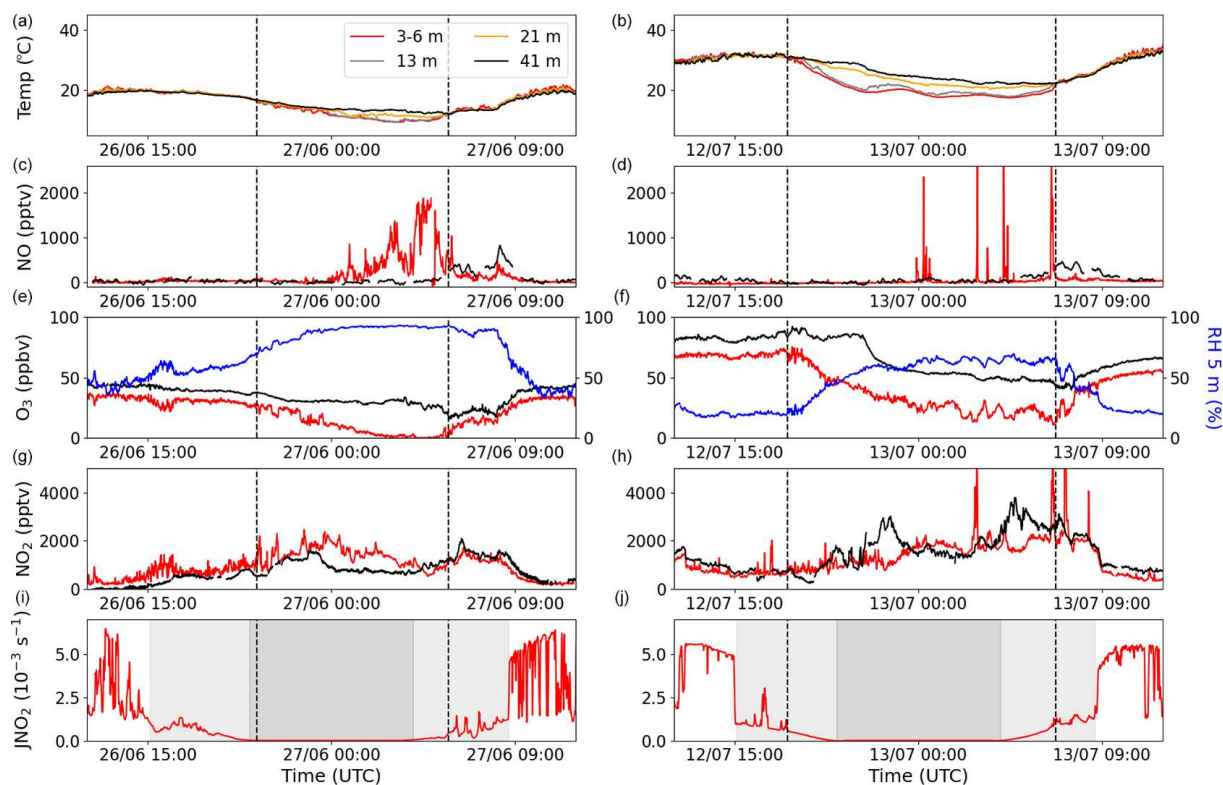 (a)
(b)
Temp (℃)
40
20
3-6 m
21 m
13 m
41 m
40
20
26/06 15:00
27/06 00:00
27/06 09:00
12/07 15:00
13/07 00:00
13/07 09:00
(c)
(d)
NO (pptv)
2000
1000
0
2000
1000
0
26/06 15:00
27/06 00:00
27/06 09:00
12/07 15:00
13/07 00:00
13/07 09:00
(e)
(f)
O₃ (ppbv)
100
50
0
100
50
0
100
50
0
100
50
0
RH 5 m (%)
26/06 15:00
27/06 00:00
27/06 09:00
12/07 15:00
13/07 00:00
13/07 09:00
(g)
(h)
NO₂ (pptv)
4000
2000
0
4000
2000
0
26/06 15:00
27/06 00:00
27/06 09:00
12/07 15:00
13/07 00:00
13/07 09:00
(i)
(j)
JNO₂ (10⁻³ s⁻¹)
5.0
2.5
0.0
5.0
2.5
0.0
26/06 15:00
27/06 00:00
27/06 09:00
12/07 15:00
13/07 00:00
13/07 09:00
Time (UTC)
Time (UTC)